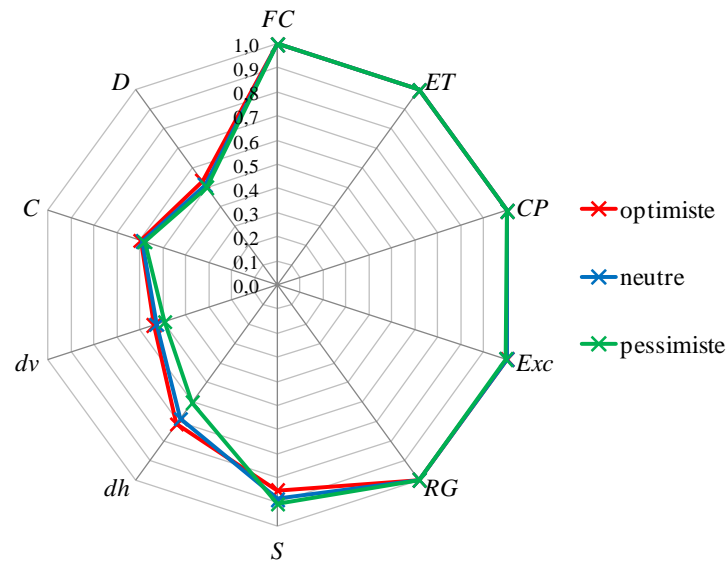 FC
1,0
0,9
0,8
0,7
0,6
0,5
0,4
0,3
0,2
0,1
0,0
ET
CP
Exc
RG
S
dh
dv
C
D
optimiste
neutre
pessimiste